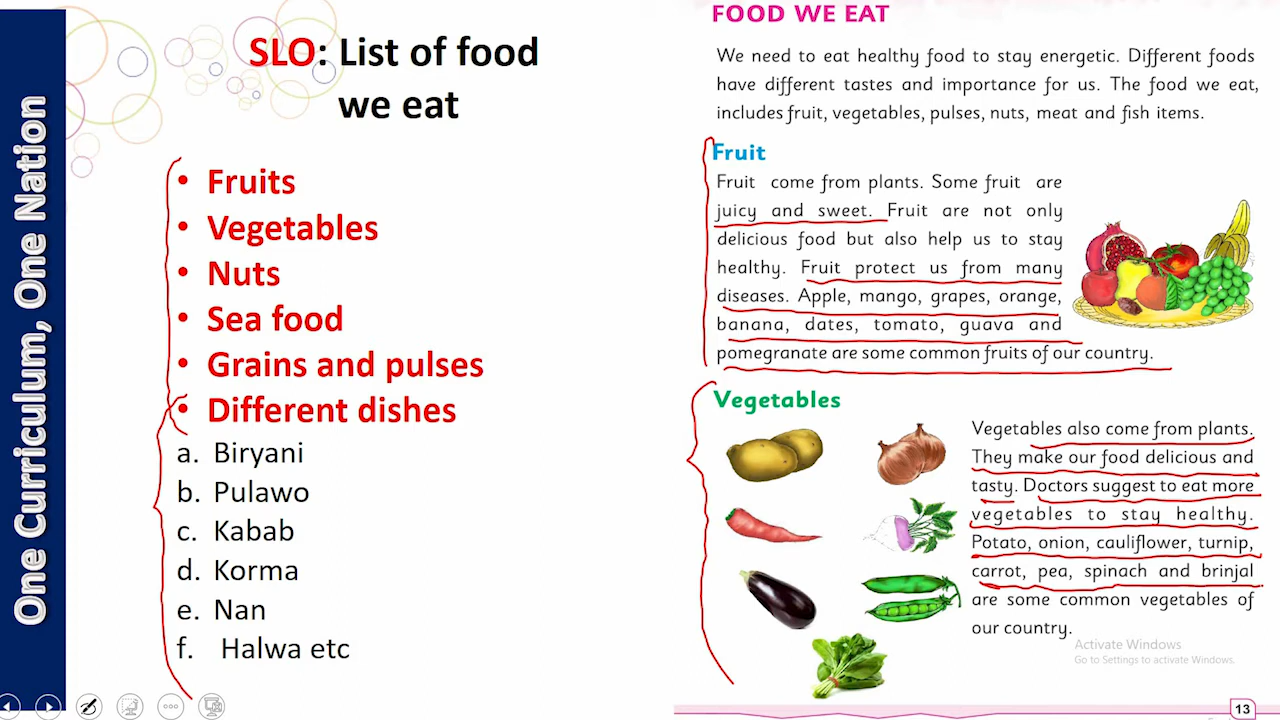 One Curriculum, One Nation
SLO: List of food
we eat
• Fruits
• Vegetables
• Nuts
• Sea food
• Grains and pulses
• Different dishes
a. Biryani
b. Pulawo
c. Kabab
d. Korma
e. Nan
f. Halwa etc
FOOD WE EAT
We need to eat healthy food to stay energetic. Different foods
have different tastes and importance for us. The food we eat,
includes fruit, vegetables, pulses, nuts, meat and fish items.
Fruit
Fruit come from plants. Some fruit are
juicy and sweet. Fruit are not only
delicious food but also help us to stay
healthy. Fruit protect us from many
diseases. Apple, mango, grapes, orange,
banana, dates, tomato, guava and
pomegranate are some common fruits of our country.
Vegetables
Vegetables also come from plants.
They make our food delicious and
tasty. Doctors suggest to eat more
vegetables to stay healthy.
Potato, onion, cauliflower, turnip,
carrot, pea, spinach and brinjal
are some common vegetables of
our country.
Activate Windows
Go to Settings to activate Windows.
13